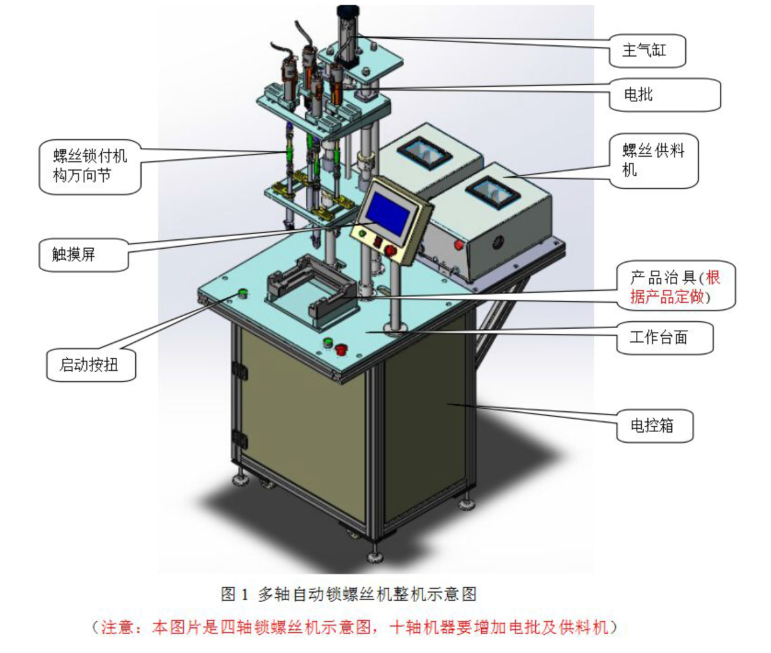 主气缸
电批
螺丝锁付机
构万向节
螺丝供料
机
触摸屏
产品治具(根
据产品定做)
工作台面
启动按扭
电控箱
图 1 多轴自动锁螺丝机整机示意图
（注意：本图片是四轴锁螺丝机示意图，十轴机器要增加电批及供料机）